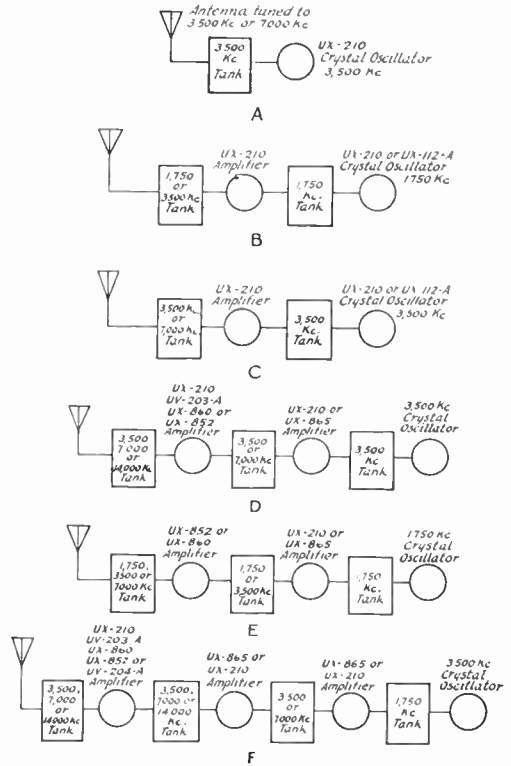 Antenna tuned to
3,500 Kc or 7000 Kc
3,500
Kc
Tank
UX-210
Crystal Oscillator
3,500 Kc
A
UX-210
Amplifier
UX-210 or UX-112-A
Crystal Oscillator
1750 Kc
1,750
or
3500 Kc
Tank
1,750
Kc.
Tank
B
UX-210
Amplifier
UX-210 or UX-112-A
Crystal Oscillator
3,500 Kc
3,500 Kc
or
7,000 Kc
Tank
3,500
Kc.
Tank
C
UX-210
UV-203-A
UX-860 or
UX-852
Amplifier
UX-210 or
UX-865
Amplifier
3,500 Kc
Crystal
Oscillator
3,500
7,000
or
14,000 Kc
Tank
3,500
or
7,000 Kc
Tank
3,500
Kc
Tank
D
UX-852 or
UX-860
Amplifier
UX-210 or
UX-865
Amplifier
1750 Kc
Crystal
Oscillator
1,750,
3500 or
7000 Kc
Tank
1,750
or
3,500 Kc
Tank
1,750
Kc
Tank
E
UX-210
UV-203-A
UX-860
UX-852 or
UV-204-A
Amplifier
UX-865 or
UX-210
Amplifier
UX-865 or
UX-210
Amplifier
3500 Kc
Crystal
Oscillator
3,500,
7,000
or
14000 Kc
Tank
3,500,
7000 or
14,000
Kc.
Tank
3500
or
7000 Kc
Tank
1,750
Kc
Tank
F